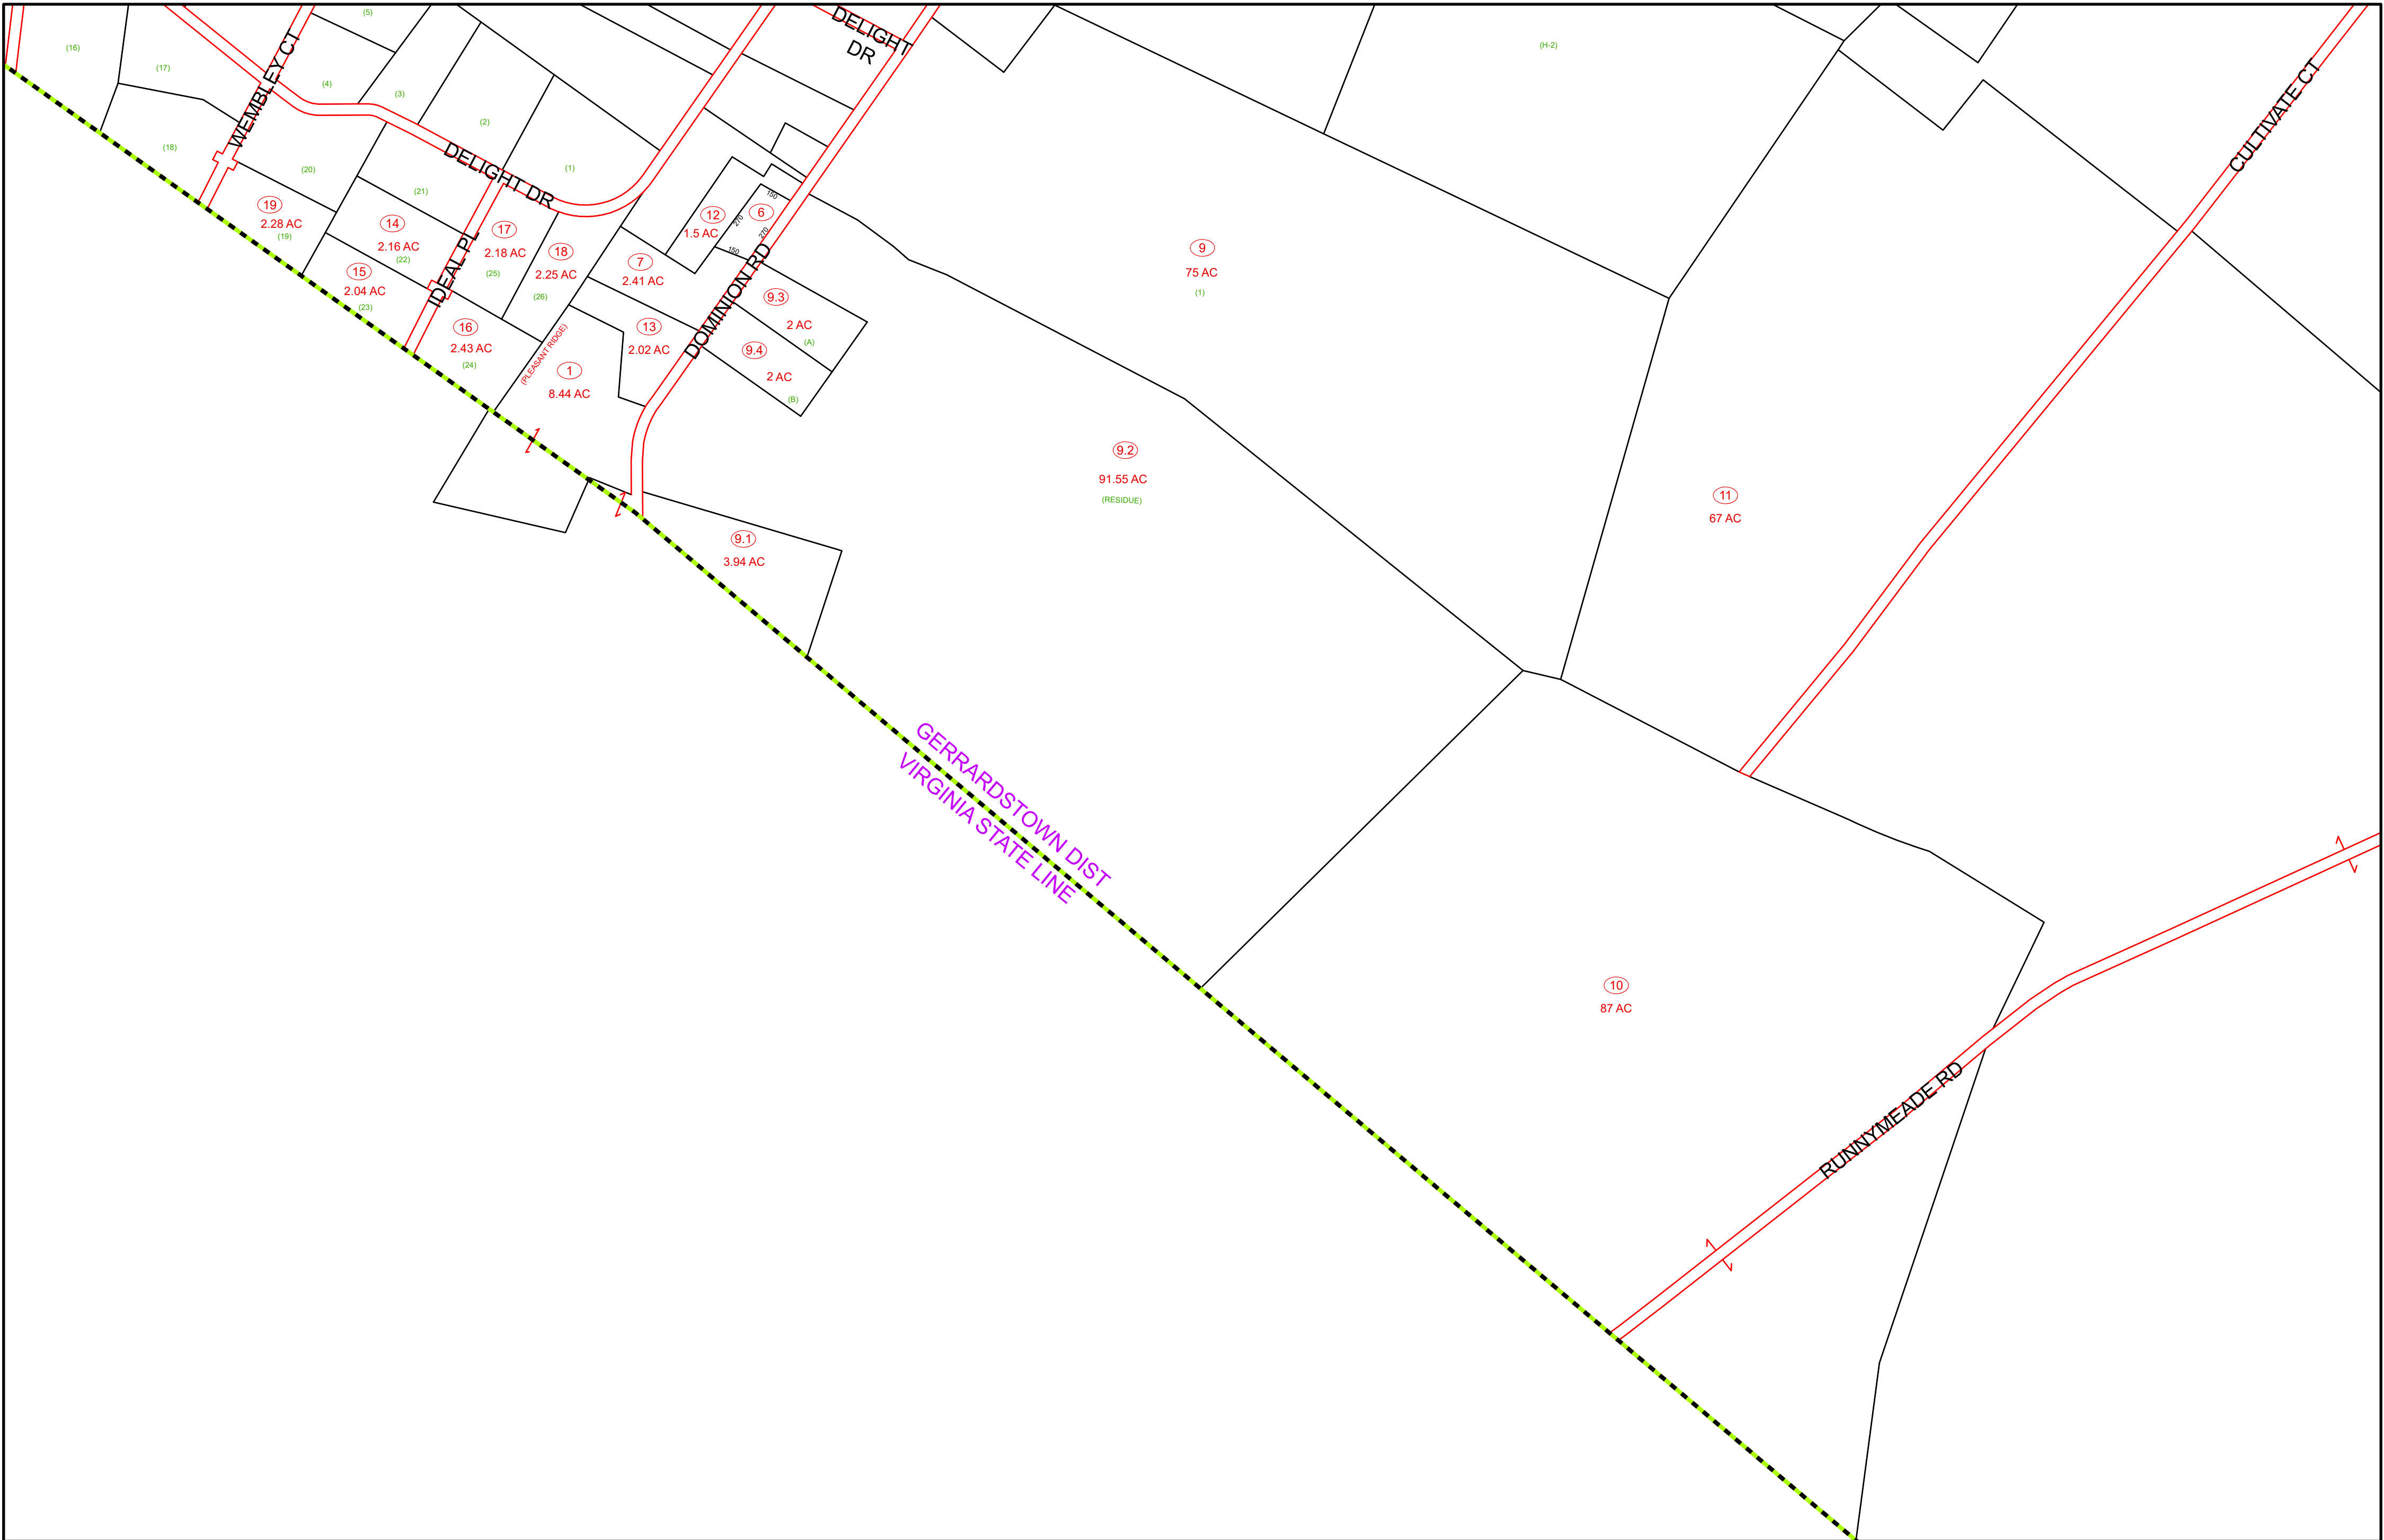 (16)
(17)
(18)
WEMBLEY CT
(5)
(4)
(3)
(2)
(1)
(20)
(21)
DELIGHT DR
DELIGHT
DR
(H-2)
CULTIVATE CT
19
2.28 AC
(19)
14
2.16 AC
(22)
15
2.04 AC
(23)
IDEAL PL
17
2.18 AC
(25)
18
2.25 AC
(26)
16
2.43 AC
(24)
(PLEASANT RIDGE)
12
1.5 AC
6
150
270
270
150
7
2.41 AC
13
2.02 AC
DOMINION RD
9.3
2 AC
(A)
9.4
2 AC
(B)
1
8.44 AC
9
75 AC
(1)
9.2
91.55 AC
(RESIDUE)
11
67 AC
9.1
3.94 AC
GERRARDSTOWN DIST
VIRGINIA STATE LINE
10
87 AC
RUNNYMEADE RD